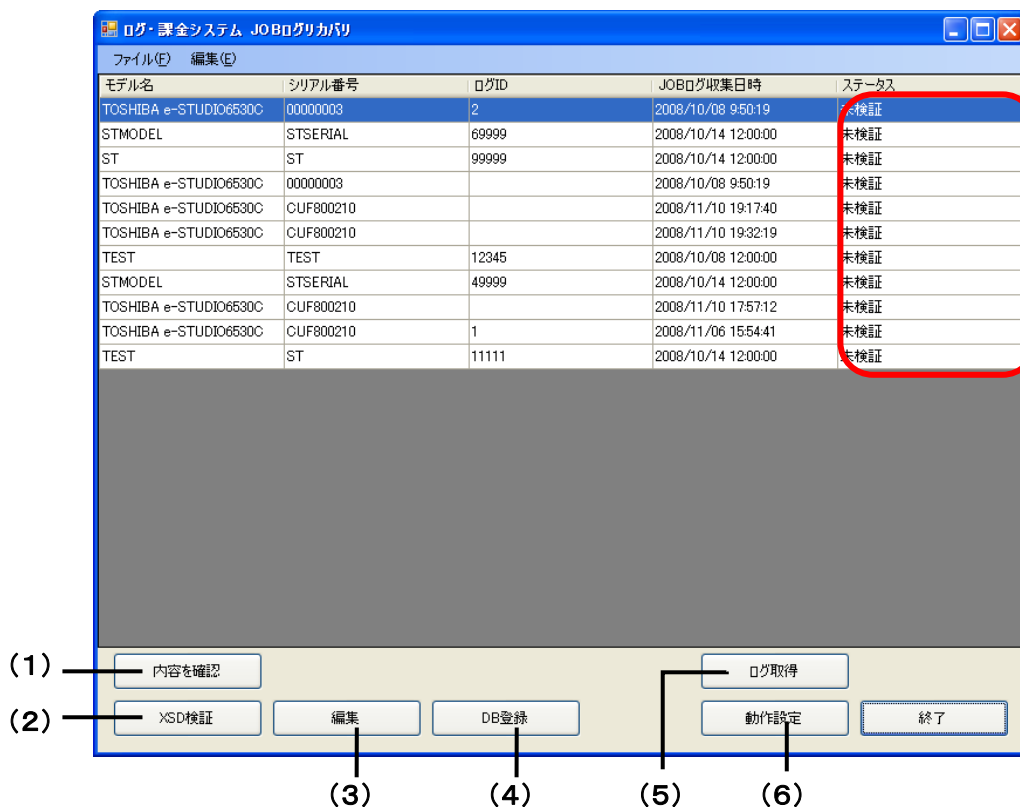 ログ・課金システム JOBログリカバリ
ファイル(F) 編集(E)
モデル名 シリアル番号 ログID JOBログ収集日時 ステータス
TOSHIBA e-STUDIO6530C 00000003 2 2008/10/08 9:50:19 未検証
STMODEL STSERIAL 69999 2008/10/14 12:00:00 未検証
ST ST 99999 2008/10/14 12:00:00 未検証
TOSHIBA e-STUDIO6530C 00000003 2008/10/08 9:50:19 未検証
TOSHIBA e-STUDIO6530C CUF800210 2008/11/10 19:17:40 未検証
TOSHIBA e-STUDIO6530C CUF800210 2008/11/10 19:32:19 未検証
TEST TEST 12345 2008/10/08 12:00:00 未検証
STMODEL STSERIAL 49999 2008/10/14 12:00:00 未検証
TOSHIBA e-STUDIO6530C CUF800210 2008/11/10 17:57:12 未検証
TOSHIBA e-STUDIO6530C CUF800210 1 2008/11/06 15:54:41 未検証
TEST ST 11111 2008/10/14 12:00:00 未検証
(1) 内容を確認 ログ取得
(2) XSD検証 編集 DB登録 動作設定 終了
(3) (4) (5) (6)